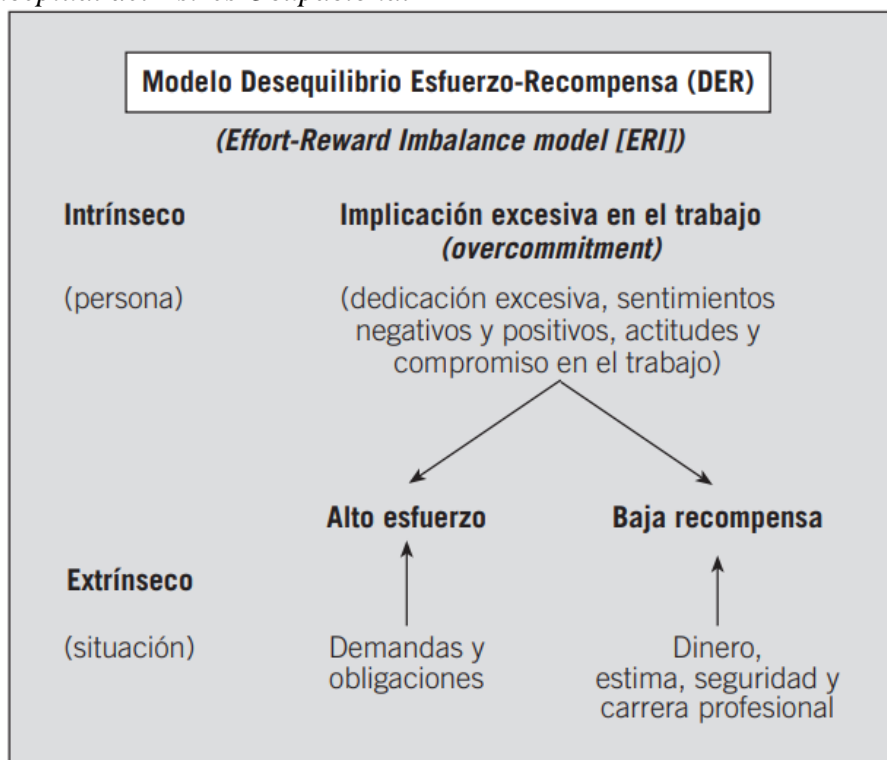 Modelo Desequilibrio Esfuerzo-Recompensa (DER)
(Effort-Reward Imbalance model [ERI])
Intrínseco
Implicación excesiva en el trabajo
(overcommitment)
(persona)
(dedicación excesiva, sentimientos
negativos y positivos, actitudes y
compromiso en el trabajo)
Alto esfuerzo
Baja recompensa
Extrínseco
(situación)
Demandas y
obligaciones
Dinero,
estima, seguridad y
carrera profesional